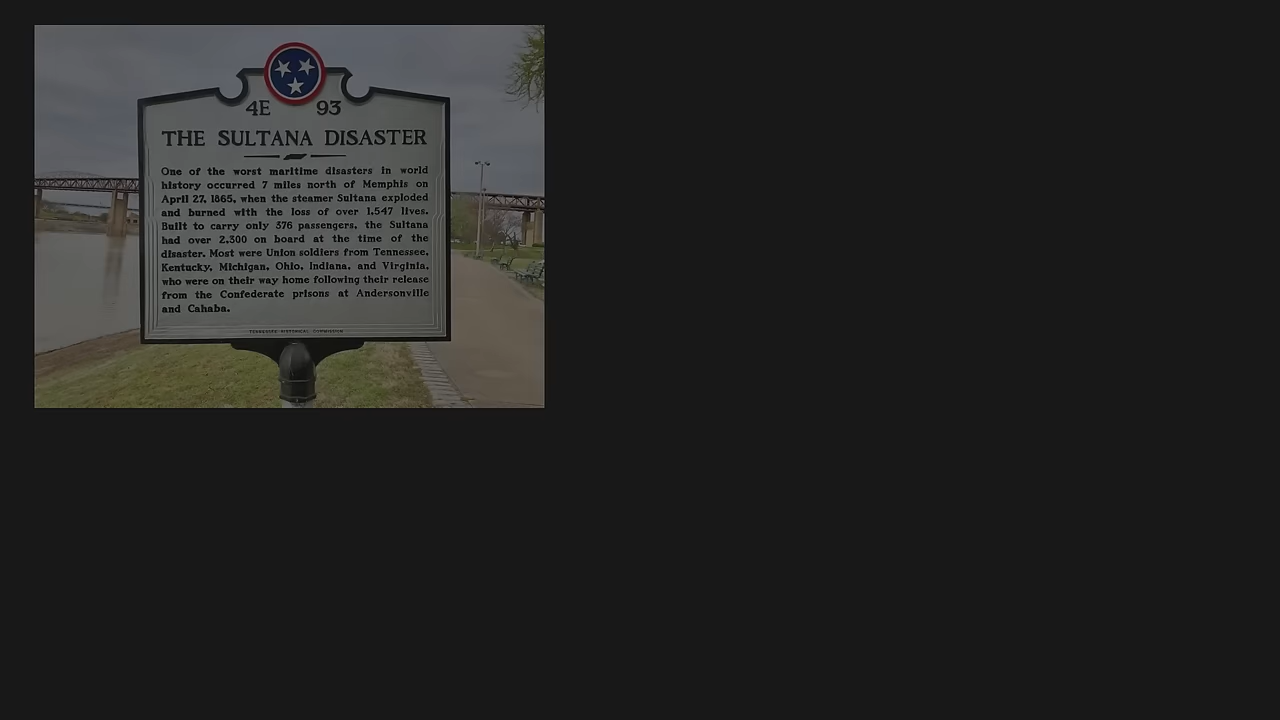 4E 93
THE SULTANA DISASTER
One of the worst maritime disasters in world
history occurred 7 miles north of Memphis on
April 27, 1865, when the steamer Sultana exploded
and burned with the loss of over 1,547 lives.
Built to carry only 376 passengers, the Sultana
had over 2,300 on board at the time of the
disaster. Most were Union soldiers from Tennessee,
Kentucky, Michigan, Ohio, Indiana, and Virginia,
who were on their way home following their release
from the Confederate prisons at Andersonville
and Cahaba.
TENNESSEE HISTORICAL COMMISSION